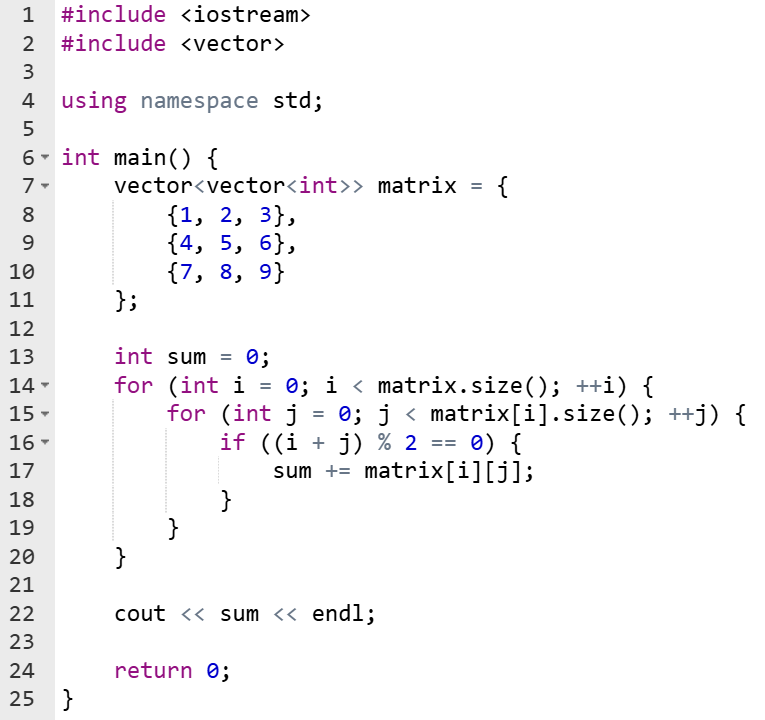 1 #include <iostream>
2 #include <vector>
3
4 using namespace std;
5
6 int main() {
7     vector<vector<int>> matrix = {
8         {1, 2, 3},
9         {4, 5, 6},
10         {7, 8, 9}
11     };
12
13     int sum = 0;
14     for (int i = 0; i < matrix.size(); ++i) {
15         for (int j = 0; j < matrix[i].size(); ++j) {
16             if ((i + j) % 2 == 0) {
17                 sum += matrix[i][j];
18             }
19         }
20     }
21
22     cout << sum << endl;
23
24     return 0;
25 }